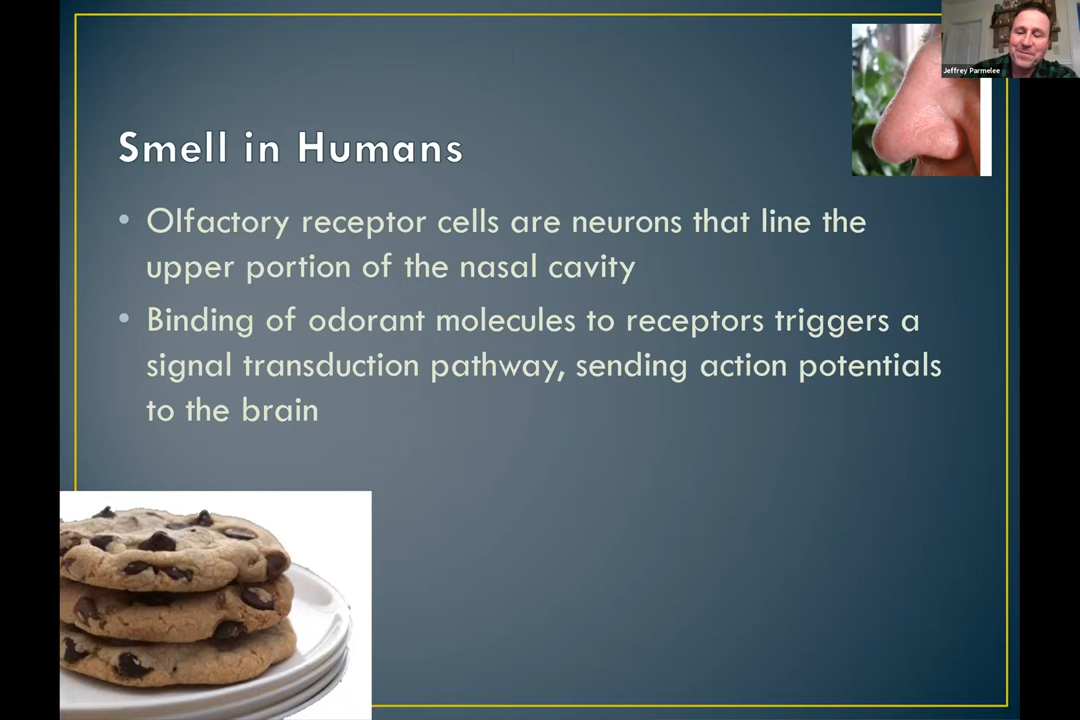 Jeffrey Parmelee
Smell in Humans
• Olfactory receptor cells are neurons that line the
upper portion of the nasal cavity
• Binding of odorant molecules to receptors triggers a
signal transduction pathway, sending action potentials
to the brain